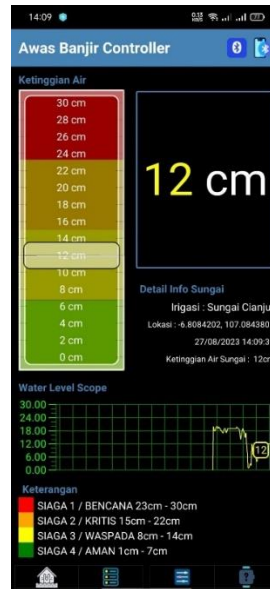 14:09
0.13 KB/S
Awas Banjir Controller
Ketinggian Air
30 cm
28 cm
26 cm
24 cm
22 cm
20 cm
18 cm
16 cm
14 cm
12 cm
10 cm
8 cm
6 cm
4 cm
2 cm
0 cm
12 cm
Detail Info Sungai
Irigasi : Sungai Cianju
Lokasi : -6.8084202, 107.084380
27/08/2023 14:09:3
Ketinggian Air Sungai : 12cm
Water Level Scope
30.00
24.00
18.00
12.00
6.00
0.00
12
Keterangan
SIAGA 1 / BENCANA 23cm - 30cm
SIAGA 2 / KRITIS 15cm - 22cm
SIAGA 3 / WASPADA 8cm - 14cm
SIAGA 4 / AMAN 1cm - 7cm